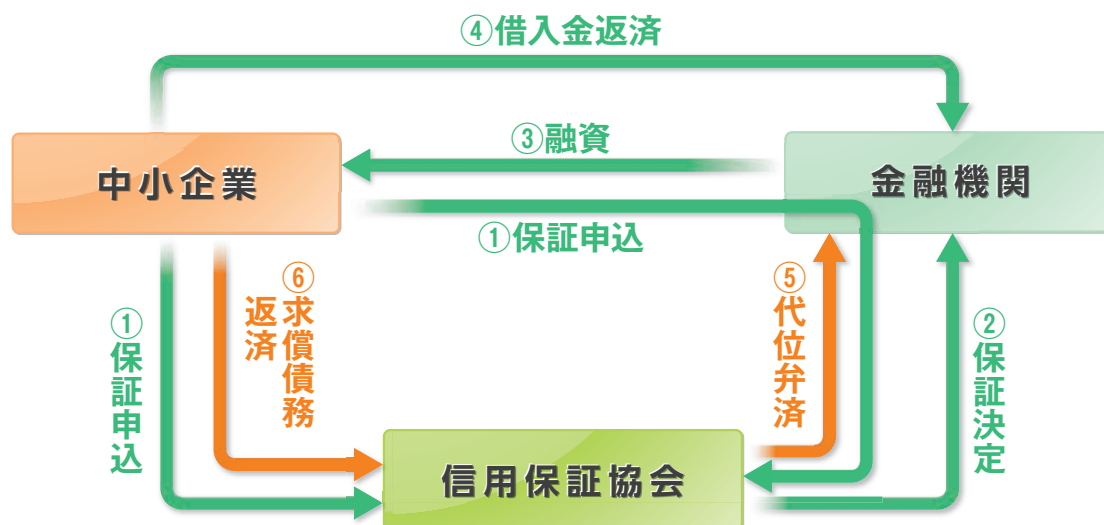 ④借入金返済
③融資
中小企業
金融機関
①保証申込
①保証申込
⑥求償債務
返済
⑤代位弁済
②保証決定
信用保証協会